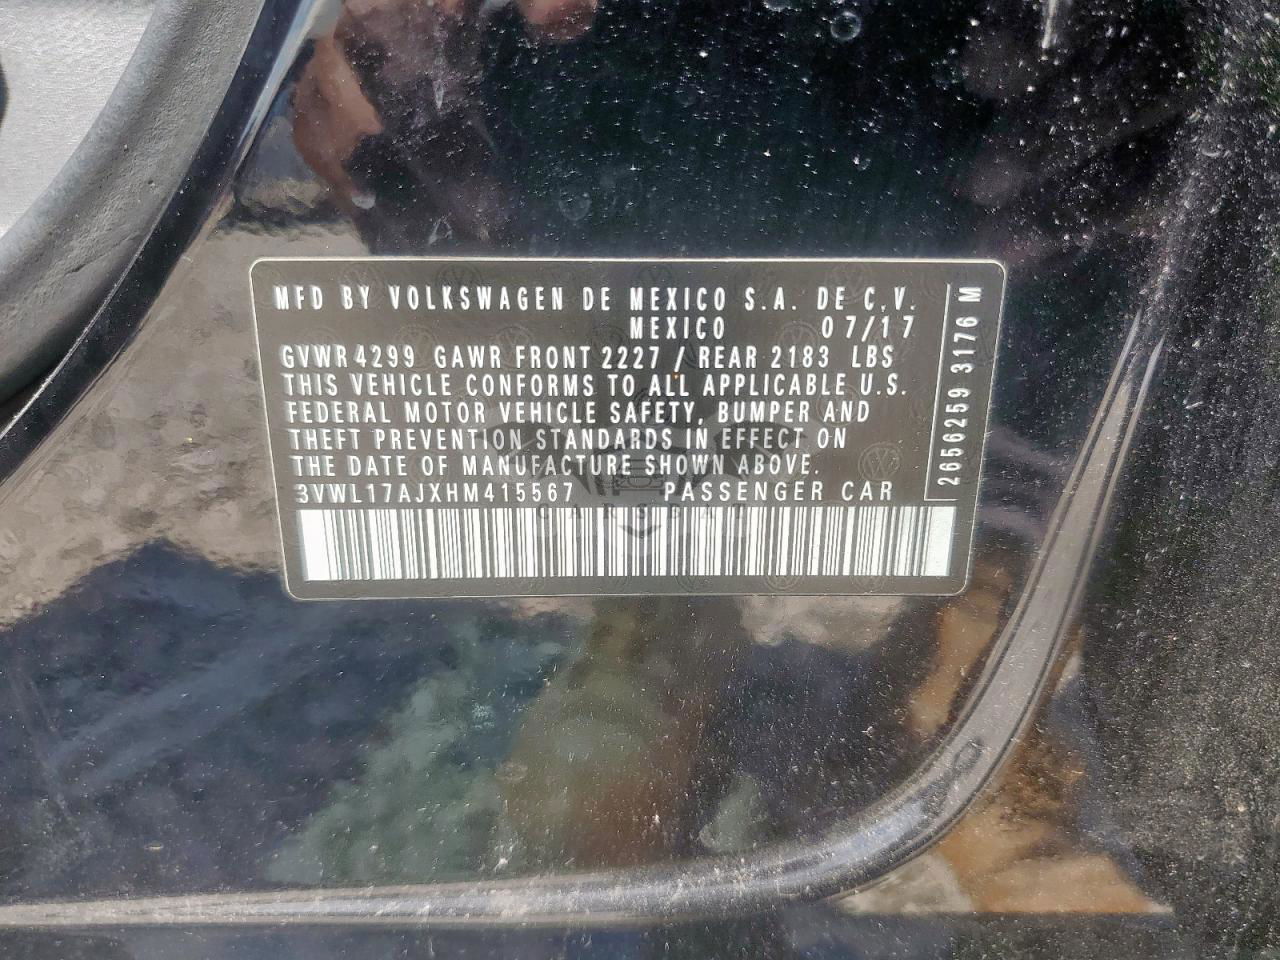 MFD BY VOLKSWAGEN DE MEXICO S.A. DE C.V.
MEXICO 07/17
GVWR 4299 GAWR FRONT 2227 / REAR 2183 LBS
THIS VEHICLE CONFORMS TO ALL APPLICABLE U.S.
FEDERAL MOTOR VEHICLE SAFETY, BUMPER AND
THEFT PREVENTION STANDARDS IN EFFECT ON
THE DATE OF MANUFACTURE SHOWN ABOVE.
3VWL17AJXHM415567 PASSENGER CAR
2656259 3176 M
CARSBAT